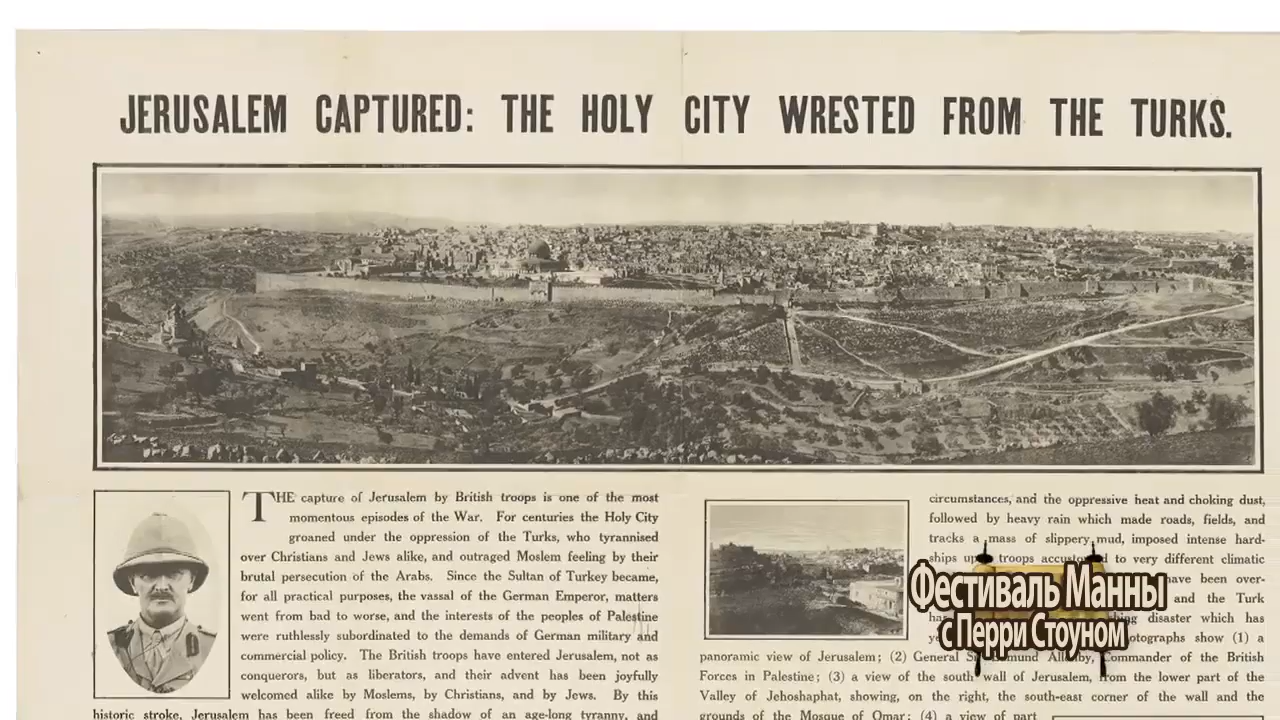 JERUSALEM CAPTURED: THE HOLY CITY WRESTED FROM THE TURKS.
THE capture of Jerusalem by British troops is one of the most
momentous episodes of the War. For centuries the Holy City
groaned under the oppression of the Turks, who tyrannised
over Christians and Jews alike, and outraged Moslem feeling by their
brutal persecution of the Arabs. Since the Sultan of Turkey became,
for all practical purposes, the vassal of the German Emperor, matters
went from bad to worse, and the interests of the peoples of Palestine
were ruthlessly subordinated to the demands of German military and
commercial policy. The British troops have entered Jerusalem, not as
conquerors, but as liberators, and their advent has been joyfully
welcomed alike by Moslems, by Christians, and by Jews. By this
historic stroke, Jerusalem has been freed from the shadow of an age-long tyranny, and
circumstances, and the oppressive heat and choking dust,
followed by heavy rain which made roads, fields, and
tracks a mass of slippery mud, imposed intense hard-
ships troops to very different climatic
have been over-
and the Turk
disaster which has
show (1) a
panoramic view of Jerusalem; (2) General Commander of the British
Forces in Palestine; (3) a view of the south wall of Jerusalem, from the lower part of the
Valley of Jehoshaphat, showing, on the right, the south-east corner of the wall and the
grounds of the Mosque of Omar; (4) a view of part
Фестиваль Манны
с Перри Стоуном